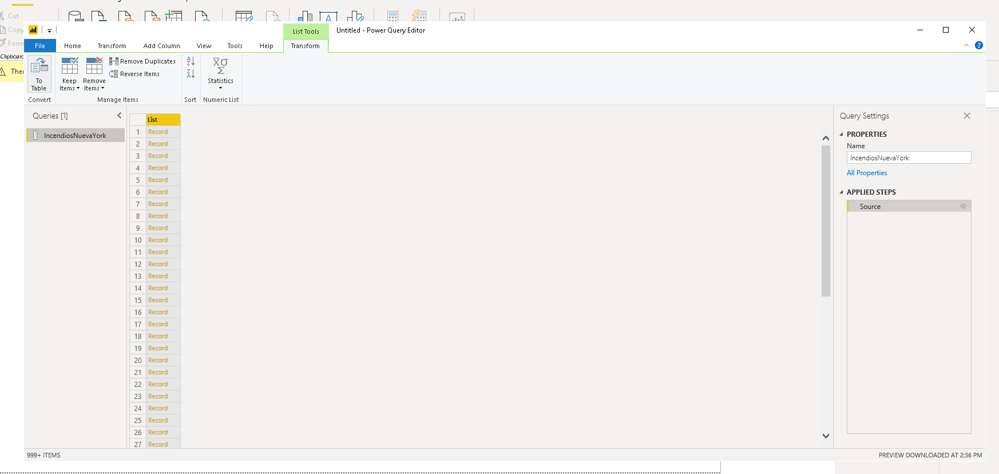 Cut
Copy
Form
Clipboard
Ther
Untitled - Power Query Editor
List Tools
File
Home
Transform
Add Column
View
Tools
Help
Transform
To Table
Keep Items
Remove Items
Remove Duplicates
Reverse Items
Statistics
Convert
Manage Items
Sort
Numeric List
Queries [1]
IncendiosNuevaYork
List
1 Record
2 Record
3 Record
4 Record
5 Record
6 Record
7 Record
8 Record
9 Record
10 Record
11 Record
12 Record
13 Record
14 Record
15 Record
16 Record
17 Record
18 Record
19 Record
20 Record
21 Record
22 Record
23 Record
24 Record
25 Record
26 Record
27 Record
Query Settings
PROPERTIES
Name
IncendiosNuevaYork
All Properties
APPLIED STEPS
Source
999+ ITEMS
PREVIEW DOWNLOADED AT 2:36 PM